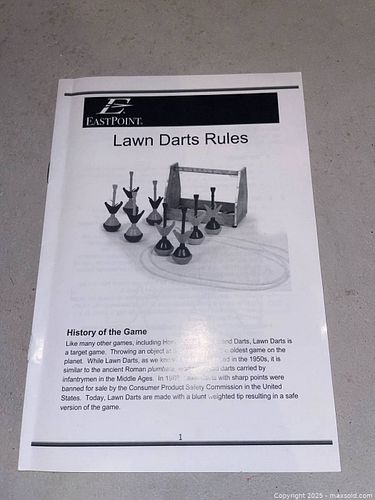 EASTPOINT.
Lawn Darts Rules
History of the Game
Like many other games, including and Darts, Lawn Darts is
a target game. Throwing an object at oldest game on the
planet. While Lawn Darts, as we in the 1950s, it is
similar to the ancient Roman darts carried by
infantrymen in the Middle Ages. In with sharp points were
banned for sale by the Consumer Product Safety Commission in the United
States. Today, Lawn Darts are made with a blunt weighted tip resulting in a safe
version of the game.
1
Copyright 2025 - maxsold.com